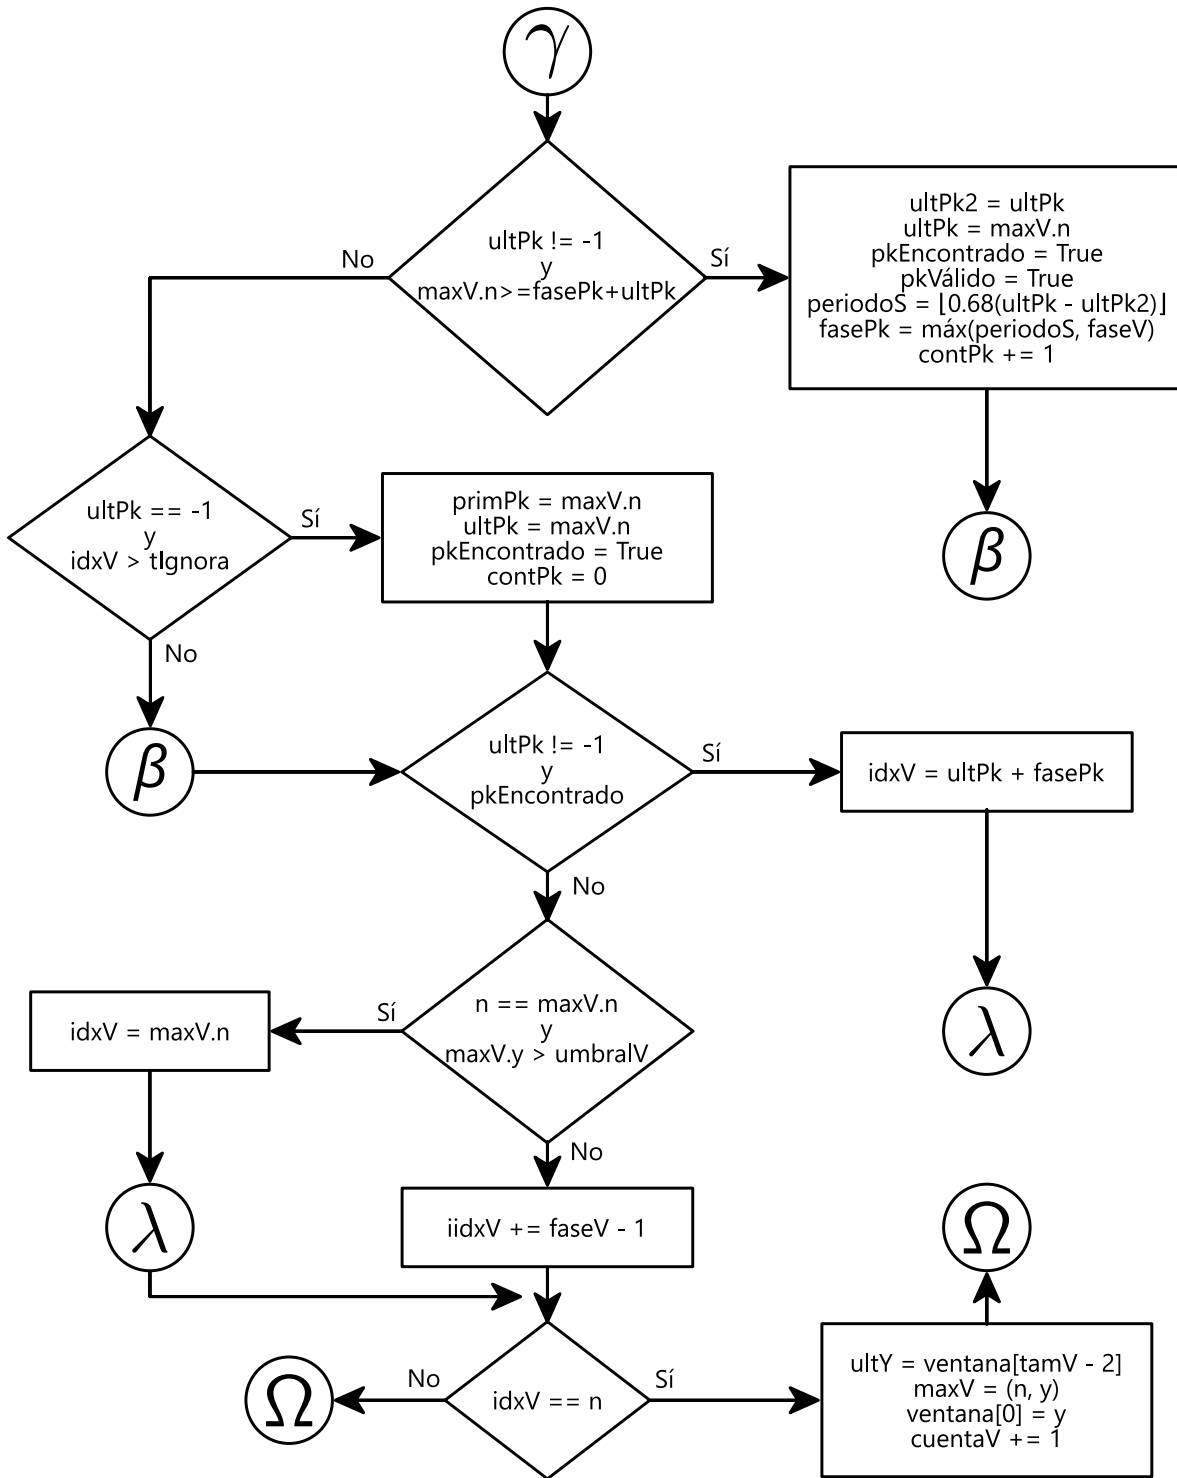 γ
ultPk != -1
y
maxV.n>=fasePk+ultPk
No
Sí
ultPk2 = ultPk
ultPk = maxV.n
pkEncontrado = True
pkVálido = True
periodoS = ⌊0.68(ultPk - ultPk2)⌋
fasePk = máx(periodoS, faseV)
contPk += 1
β
ultPk == -1
y
idxV > tIgnora
Sí
No
primPk = maxV.n
ultPk = maxV.n
pkEncontrado = True
contPk = 0
β
ultPk != -1
y
pkEncontrado
Sí
No
idxV = ultPk + fasePk
λ
n == maxV.n
y
maxV.y > umbralV
Sí
No
idxV = maxV.n
λ
iidxV += faseV - 1
idxV == n
No
Sí
Ω
ultY = ventana[tamV - 2]
maxV = (n, y)
ventana[0] = y
cuentaV += 1
Ω